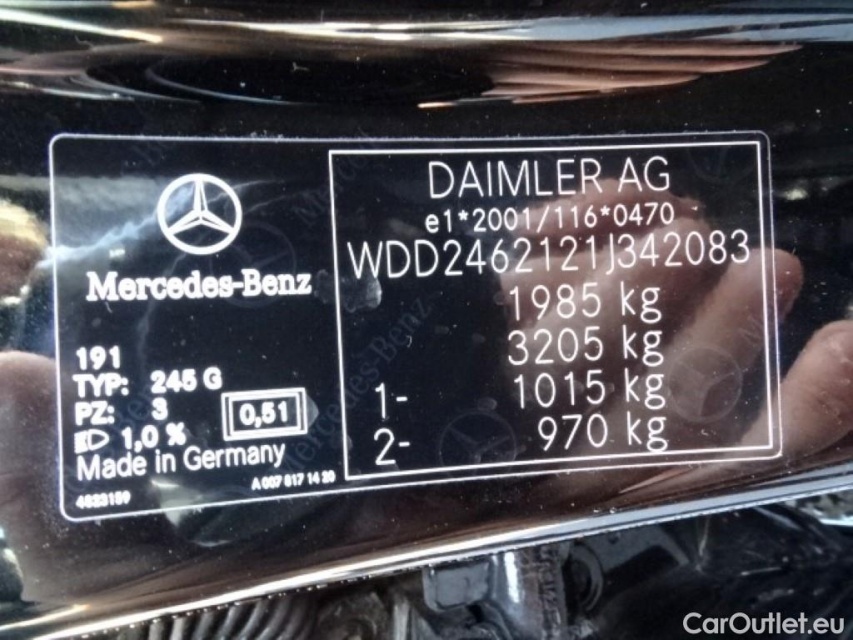 Mercedes-Benz
191
TYP: 245 G
PZ: 3
0,51
1,0 %
Made in Germany
4823159
A 007 817 14 20
DAIMLER AG
e1*2001/116*0470
WDD2462121J342083
1985 kg
3205 kg
1- 1015 kg
2- 970 kg
CarOutlet.eu